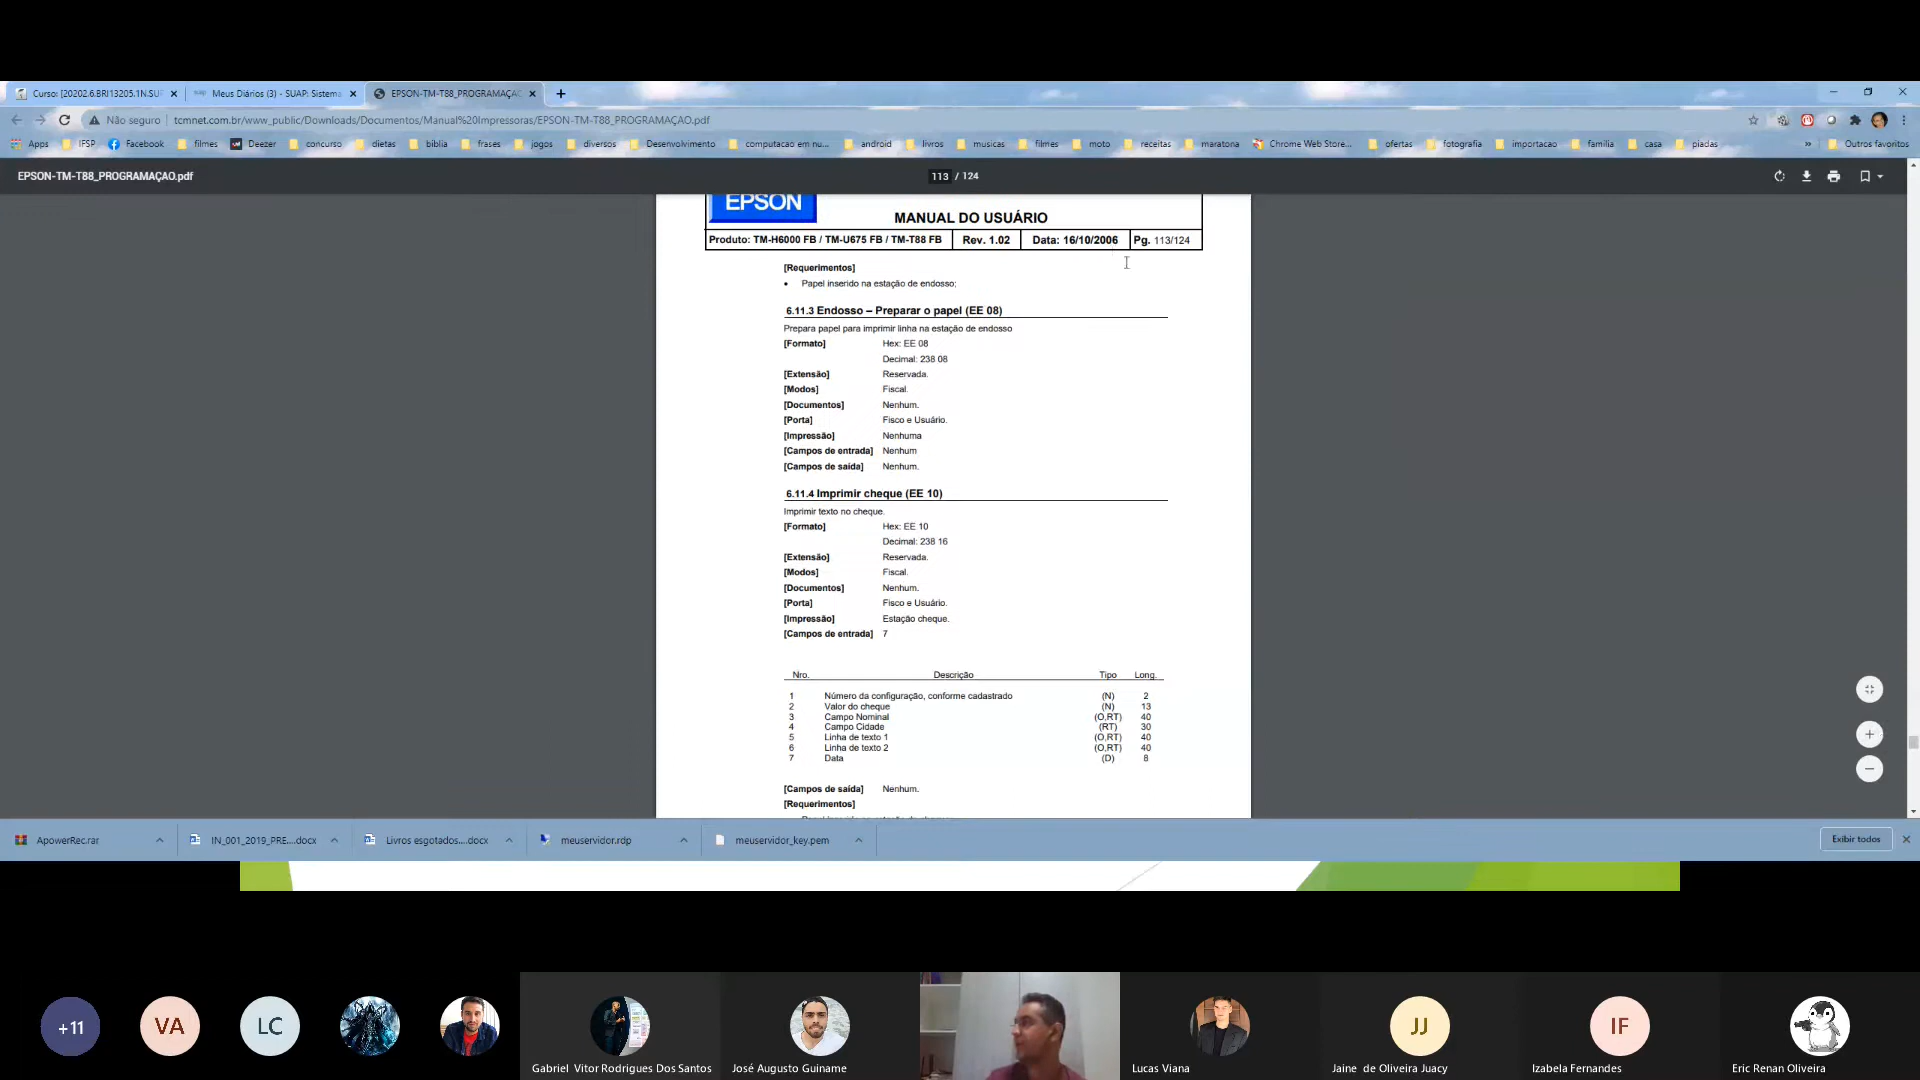 Curso: [20202.6.BRI13205.1N.SUP
Meus Diários (3) - SUAP: Sistema
EPSON-TM-T88_PROGRAMAÇAO
Não seguro
tcmnet.com.br/www_public/Downloads/Documentos/Manual%20Impressoras/EPSON-TM-T88_PROGRAMAÇAO.pdf
Apps IFSP Facebook filmes Deezer concurso dietas biblia frases jogos diversos Desenvolvimento computacao em nu... android livros musicas filmes moto receitas maratona Chrome Web Store... ofertas fotografia importacao familia casa piadas » Outros favoritos
EPSON-TM-T88_PROGRAMAÇAO.pdf
113 / 124
EPSON
MANUAL DO USUÁRIO
Produto: TM-H6000 FB / TM-U675 FB / TM-T88 FB Rev. 1.02 Data: 16/10/2006 Pg. 113/124
[Requerimentos]
• Papel inserido na estação de endosso;
6.11.3 Endosso – Preparar o papel (EE 08)
Prepara papel para imprimir linha na estação de endosso
[Formato] Hex: EE 08
Decimal: 238 08
[Extensão] Reservada.
[Modos] Fiscal.
[Documentos] Nenhum.
[Porta] Fisco e Usuário.
[Impressão] Nenhuma
[Campos de entrada] Nenhum
[Campos de saída] Nenhum.
6.11.4 Imprimir cheque (EE 10)
Imprimir texto no cheque.
[Formato] Hex: EE 10
Decimal: 238 16
[Extensão] Reservada.
[Modos] Fiscal.
[Documentos] Nenhum.
[Porta] Fisco e Usuário.
[Impressão] Estação cheque.
[Campos de entrada] 7
Nro. Descrição Tipo Long.
1 Número da configuração, conforme cadastrado (N) 2
2 Valor do cheque (N) 13
3 Campo Nominal (O,RT) 40
4 Campo Cidade (RT) 30
5 Linha de texto 1 (O,RT) 40
6 Linha de texto 2 (O,RT) 40
7 Data (D) 8
[Campos de saída] Nenhum.
[Requerimentos]
ApowerRec.rar
IN_001_2019_PRE....docx
Livros esgotados....docx
meuservidor.rdp
meuservidor_key.pem
Exibir todos
+11
VA
LC
JJ
IF
Gabriel Vitor Rodrigues Dos Santos
José Augusto Guiname
Lucas Viana
Jaine de Oliveira Juacy
Izabela Fernandes
Eric Renan Oliveira